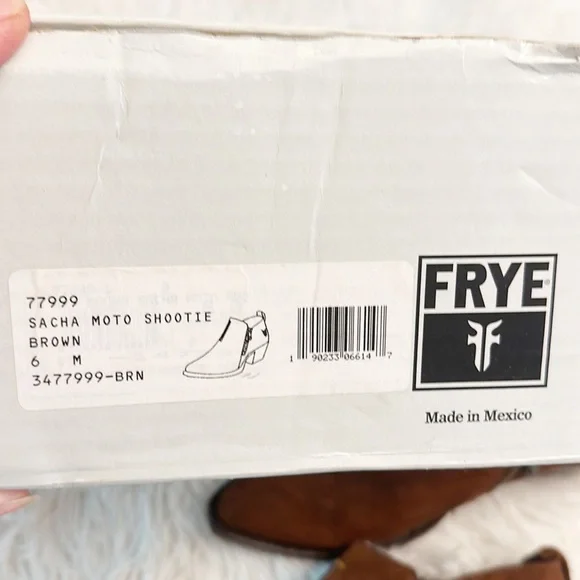 77999
SACHA MOTO SHOOTIE
BROWN
6 M
3477999-BRN
1 90233 06614 7
FRYE®
Made in Mexico